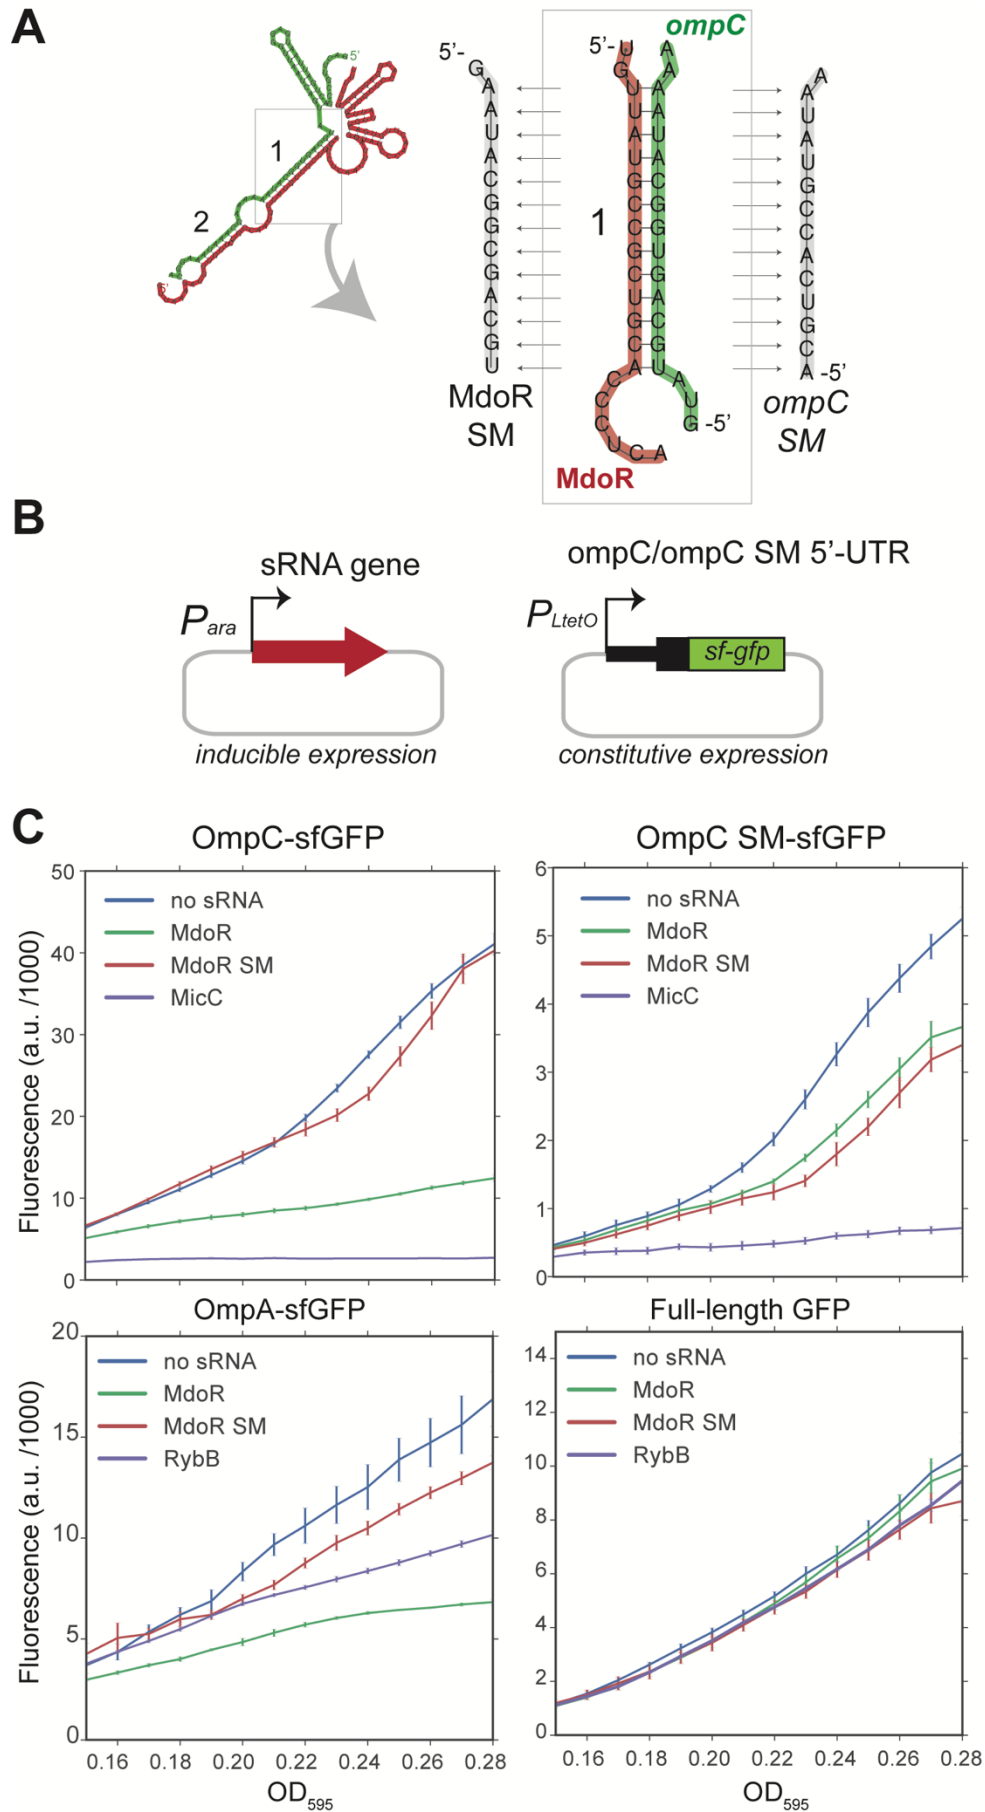 A
ompC
5'-
5'-
5'
1
2
5'
G A A U A C G G C G A C G U
MdoR
SM
U G U U A U G C C G C U G C A C C C U C A
1
A A A A U A C G G U G A C G U A U G -5'
MdoR
A A U A U G C C A C U G C A -5'
ompC
SM
B
sRNA gene
Para
inducible expression
ompC/ompC SM 5'-UTR
PLtetO
sf-gfp
constitutive expression
C
OmpC-sfGFP
50
40
30
20
10
0
no sRNA
MdoR
MdoR SM
MicC
Fluorescence (a.u. /1000)
OmpC SM-sfGFP
6
5
4
3
2
1
0
no sRNA
MdoR
MdoR SM
MicC
OmpA-sfGFP
20
15
10
5
0
no sRNA
MdoR
MdoR SM
RybB
Fluorescence (a.u. /1000)
0.16 0.18 0.20 0.22 0.24 0.26 0.28
OD595
Full-length GFP
14
12
10
8
6
4
2
0
no sRNA
MdoR
MdoR SM
RybB
0.16 0.18 0.20 0.22 0.24 0.26 0.28
OD595